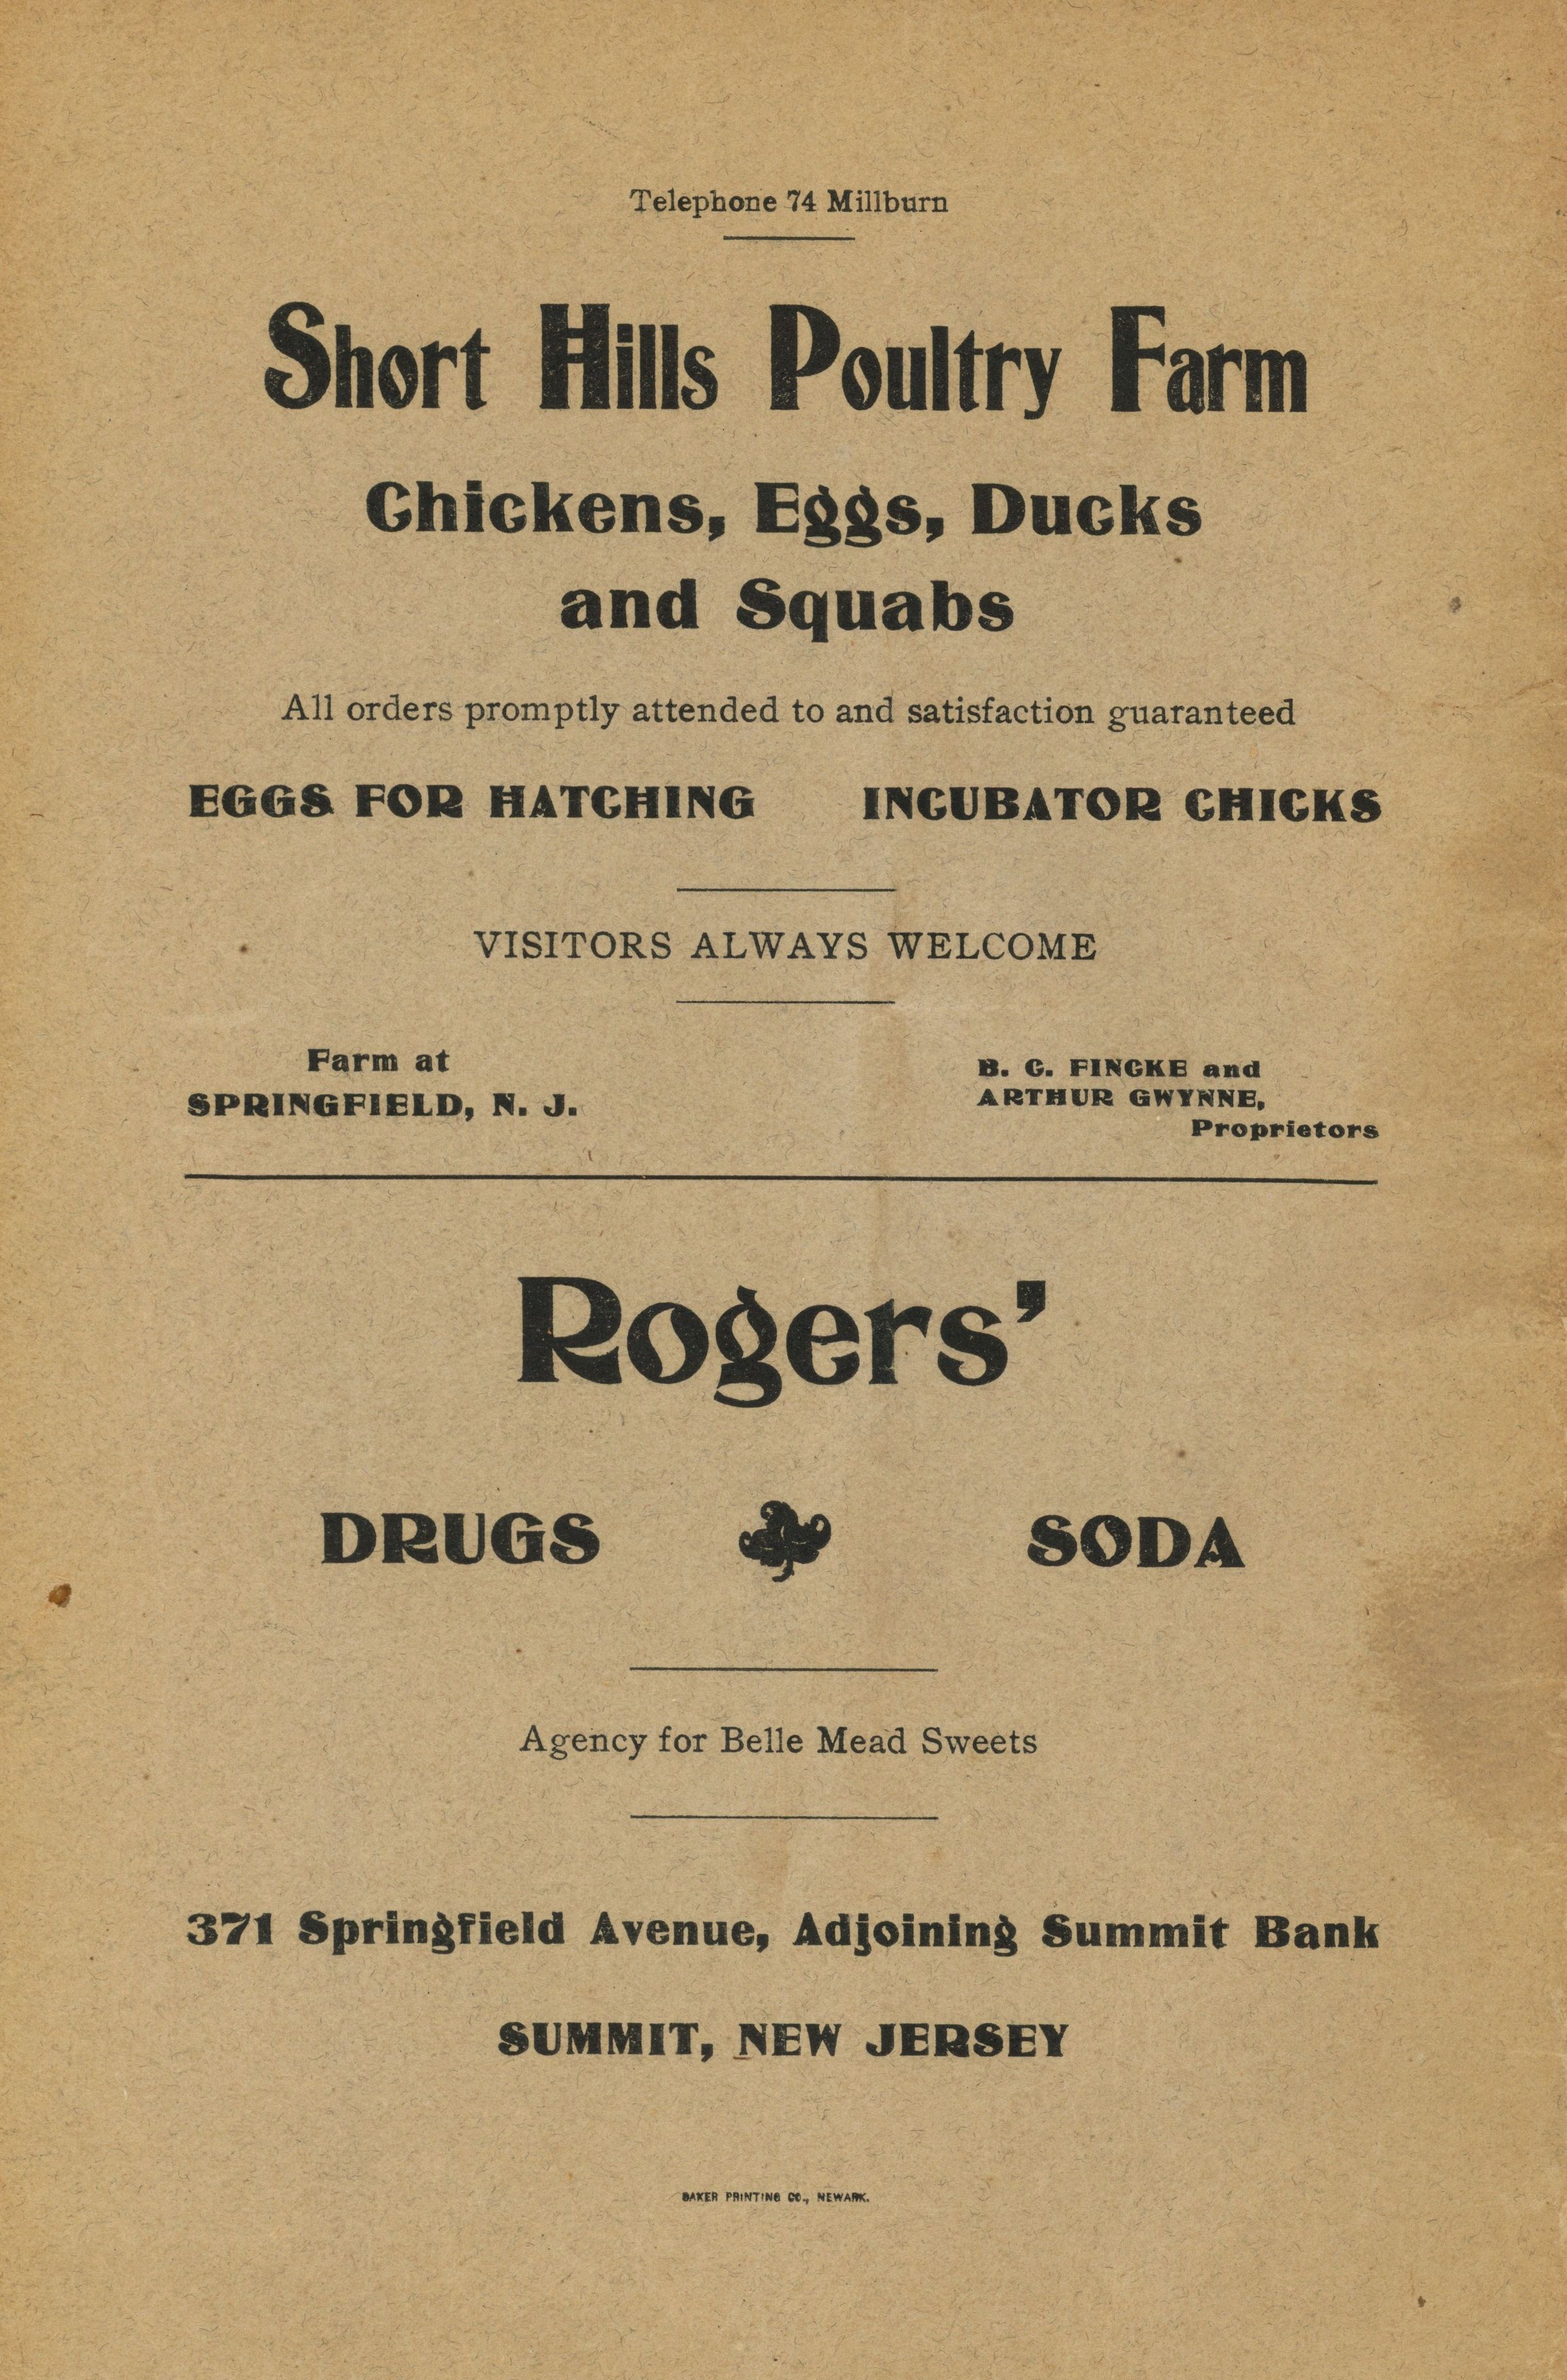 Telephone 74 Millburn
Short Hills Poultry Farm
Chickens, Eggs, Ducks
and Squabs
All orders promptly attended to and satisfaction guaranteed
EGGS FOR HATCHING INCUBATOR CHICKS
VISITORS ALWAYS WELCOME
Farm at
SPRINGFIELD, N. J.
B. C. FINCKE and
ARTHUR GWYNNE,
Proprietors
Rogers’
DRUGS SODA
Agency for Belle Mead Sweets
371 Springfield Avenue, Adjoining Summit Bank
SUMMIT, NEW JERSEY
BAKER PRINTING CO., NEWARK.